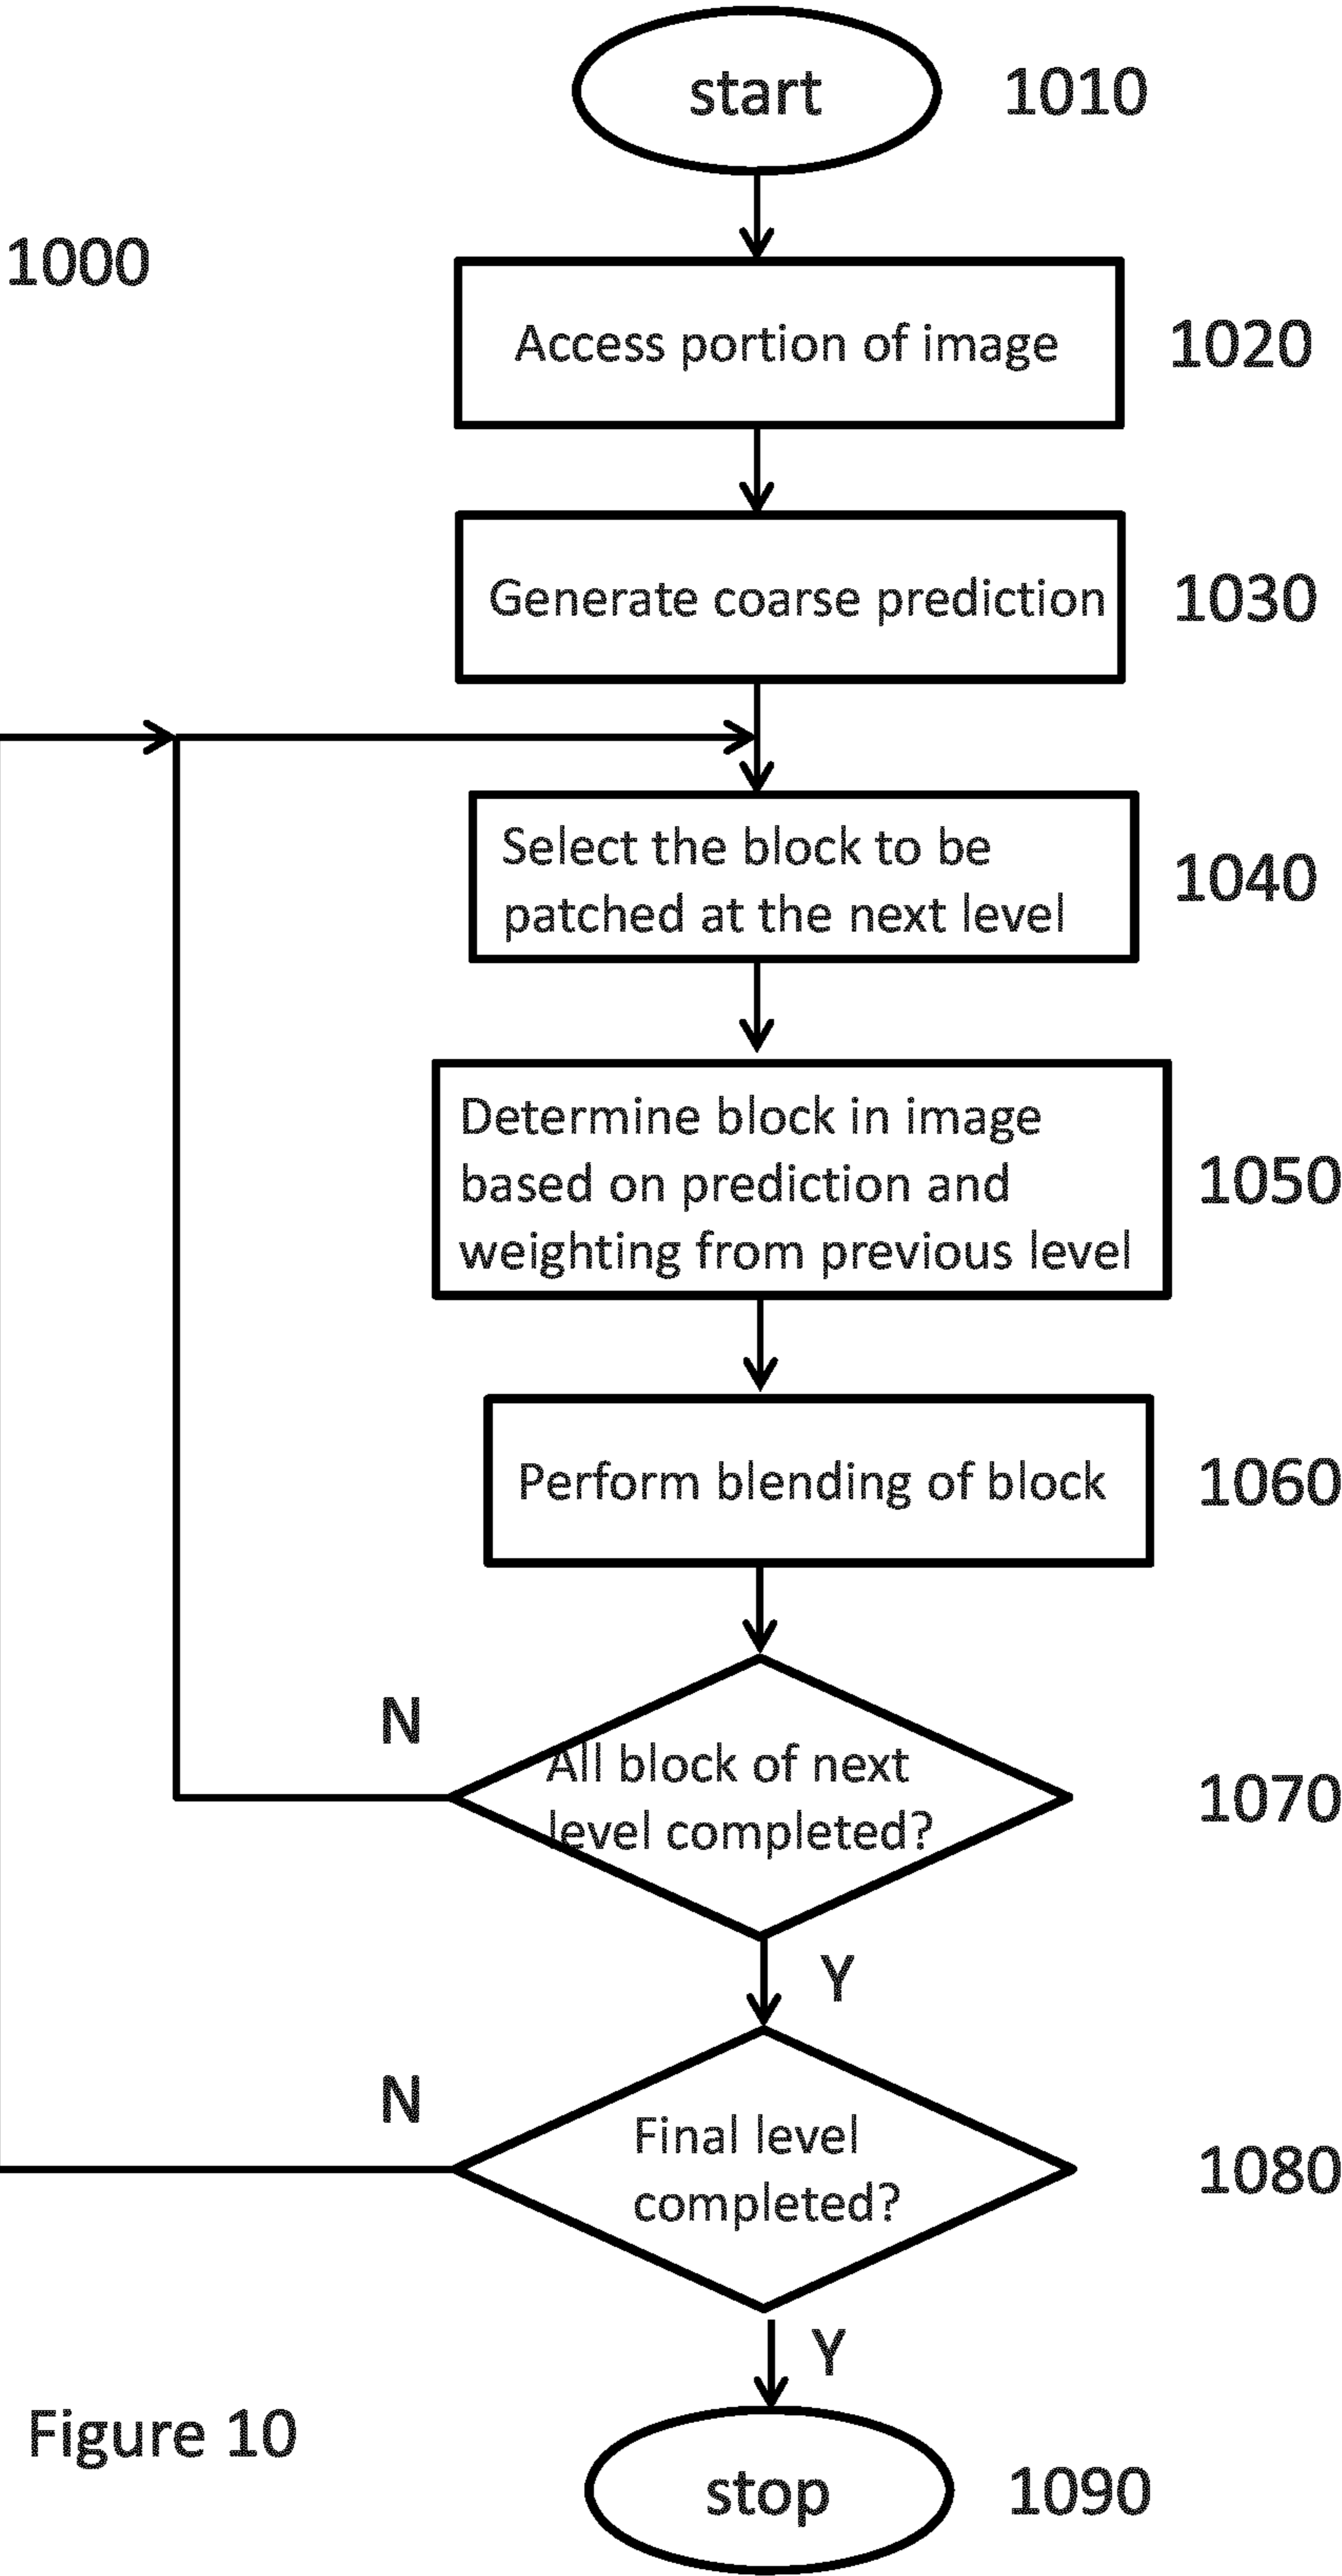 start
1010
1000
Access portion of image
1020
Generate coarse prediction
1030
Select the block to be
patched at the next level
1040
Determine block in image
based on prediction and
weighting from previous level
1050
Perform blending of block
1060
N
All block of next
level completed?
1070
Y
N
Final level
completed?
1080
Y
Figure 10
stop
1090